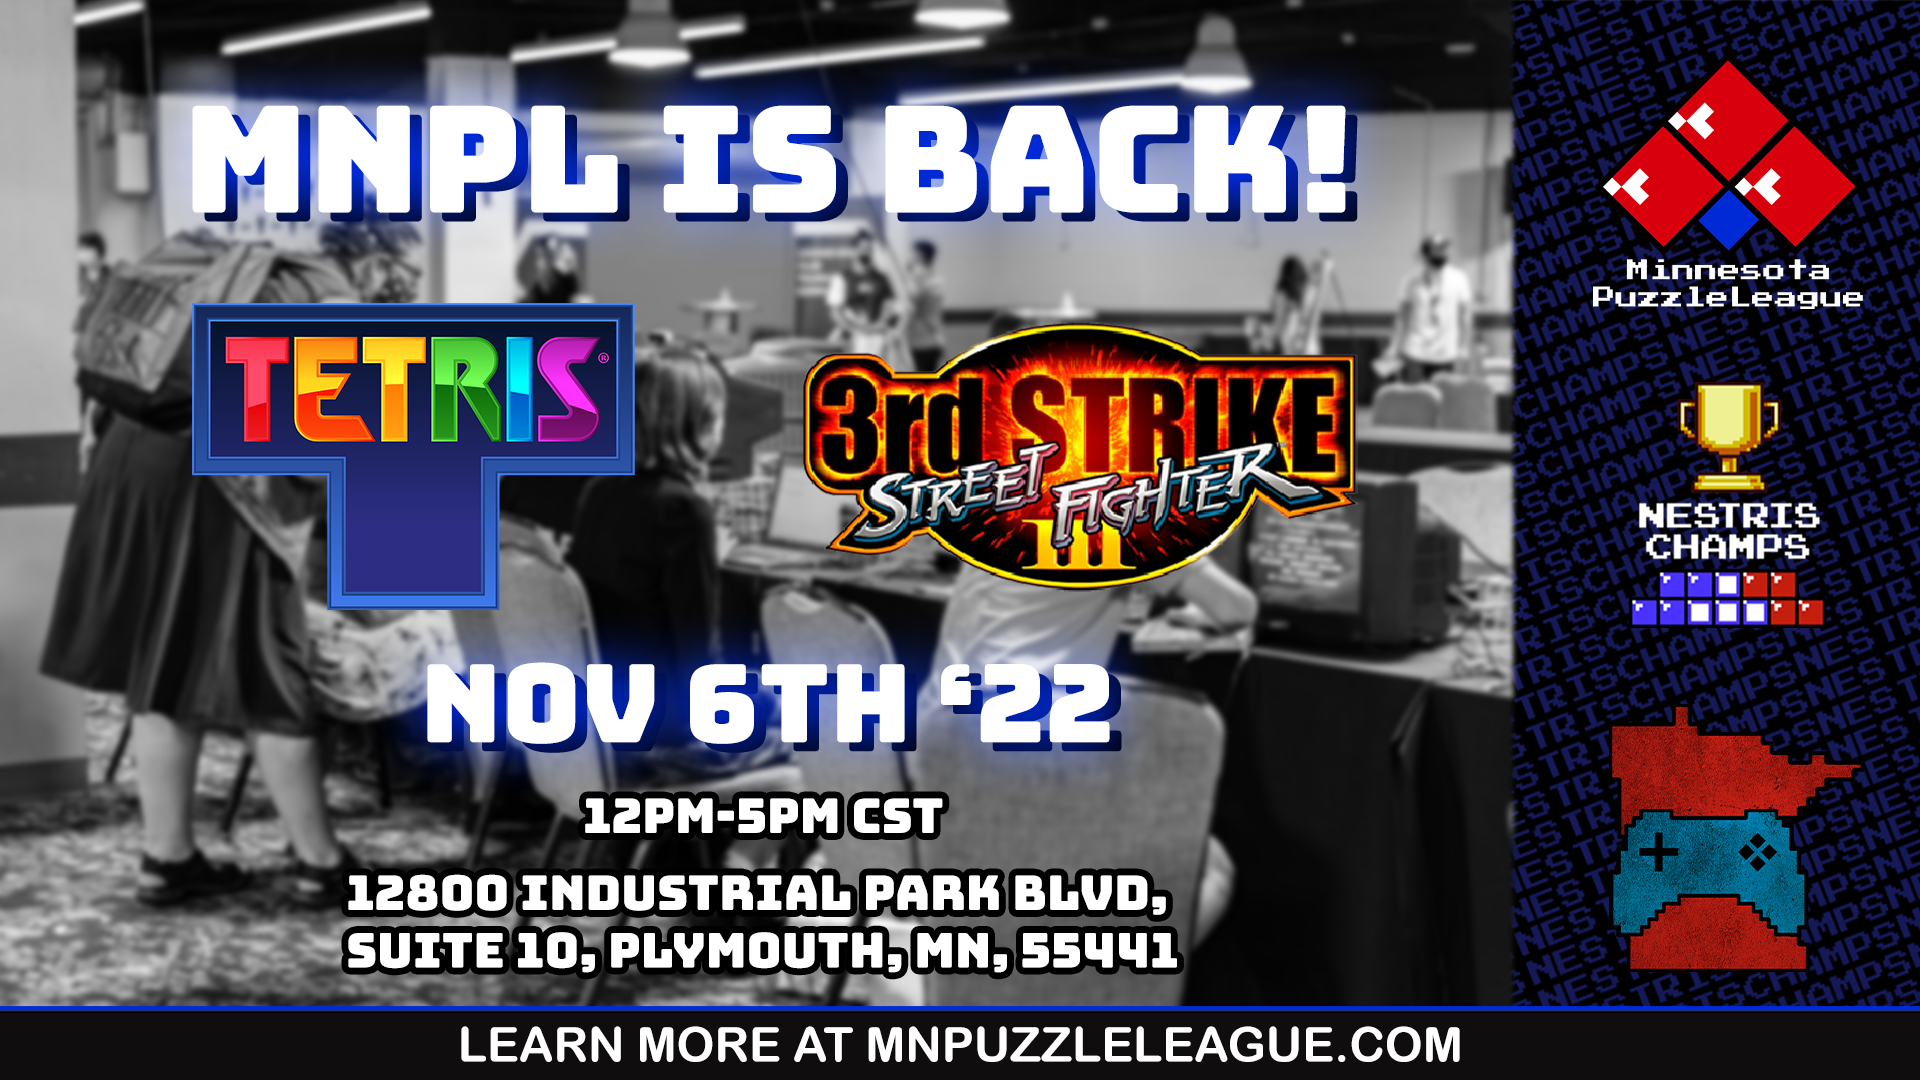 MNPL IS BACK!
TETRIS®
3rd STRIKE
STREET FIGHTER™
III
NOV 6TH ‘22
12PM-5PM CST
12800 INDUSTRIAL PARK BLVD,
SUITE 10, PLYMOUTH, MN, 55441
LEARN MORE AT MNPUZZLELEAGUE.COM
Minnesota
PuzzleLeague
NESTRIS
CHAMPS